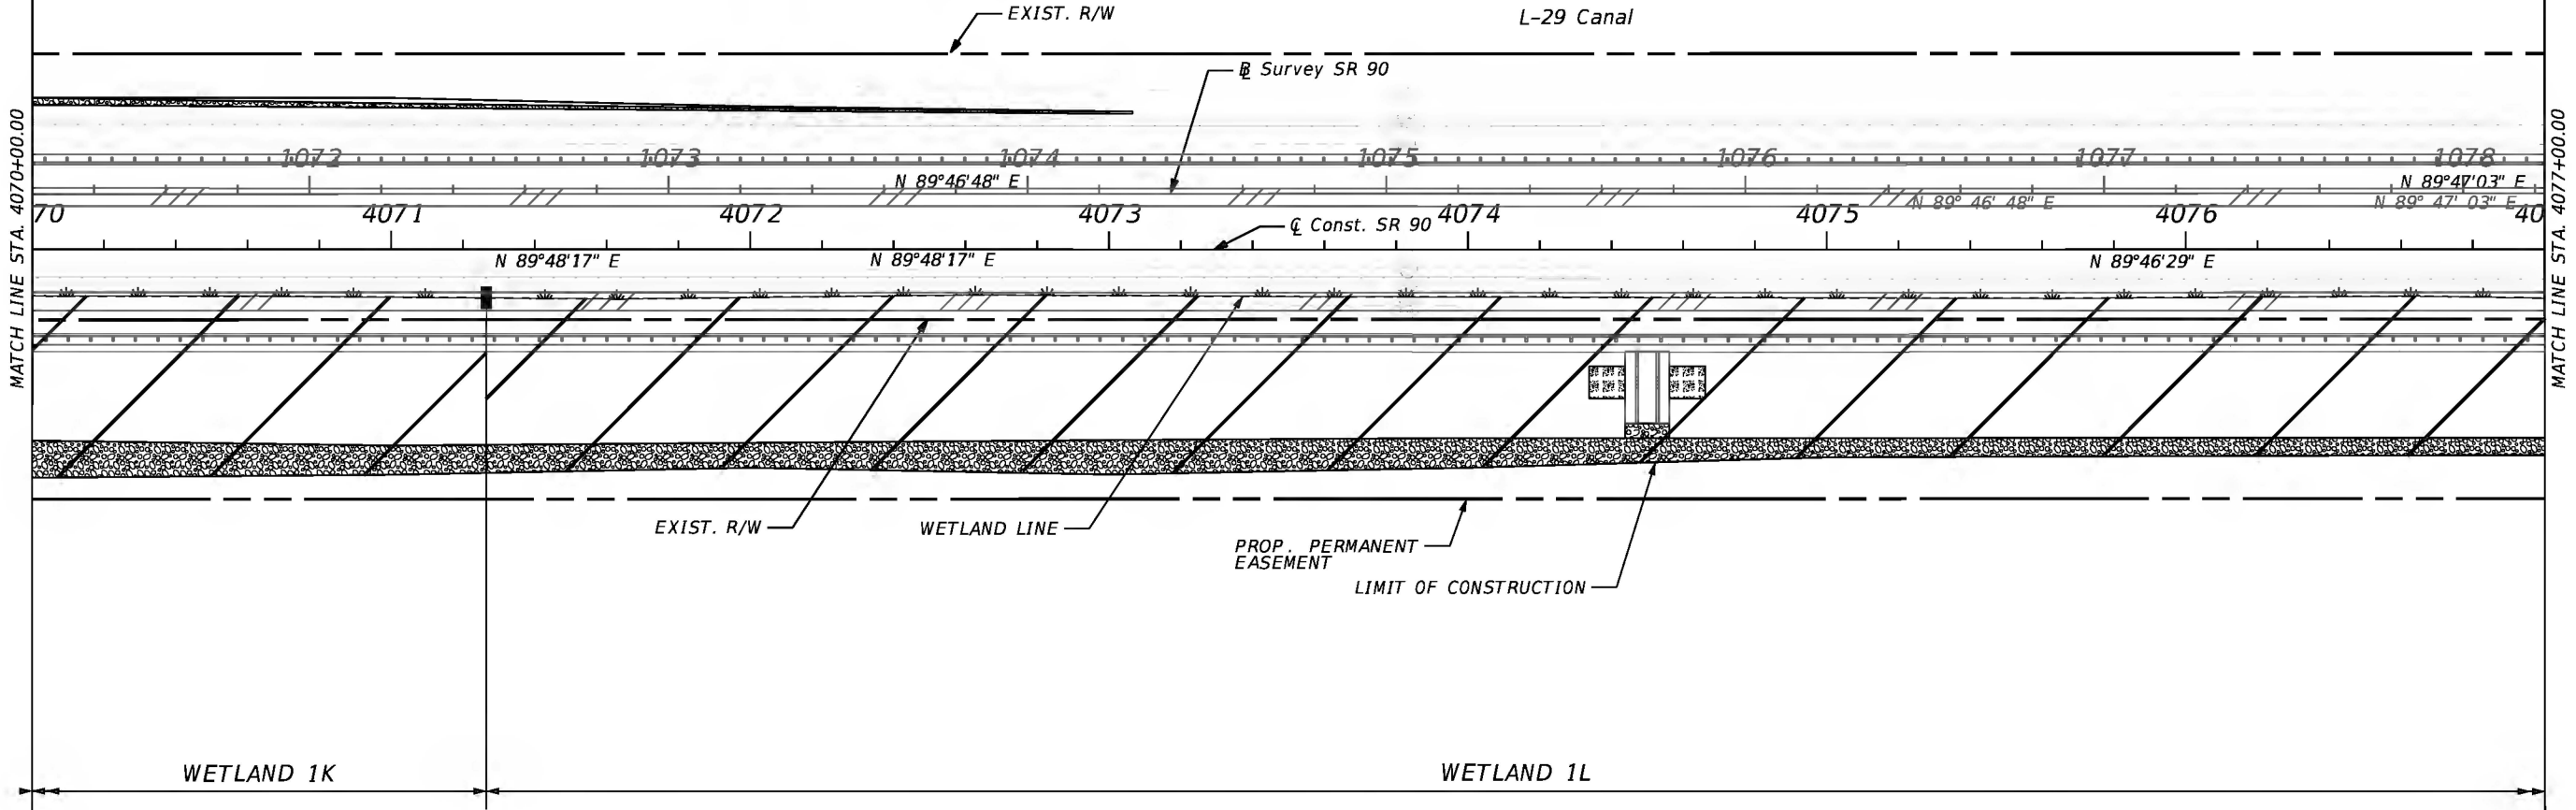 EXIST. R/W
L-29 Canal
℄ Survey SR 90
MATCH LINE STA. 4070+00.00
MATCH LINE STA. 4077+00.00
1072 1073 1074 1075 1076 1077 1078
N 89°46'48" E
N 89°47'03" E
N 89° 46' 48" E
N 89° 47' 03" E
70 4071 4072 4073 4074 4075 4076 40
℄ Const. SR 90
N 89°48'17" E
N 89°48'17" E
N 89°46'29" E
EXIST. R/W
WETLAND LINE
PROP. PERMANENT
EASEMENT
LIMIT OF CONSTRUCTION
WETLAND 1K
WETLAND 1L